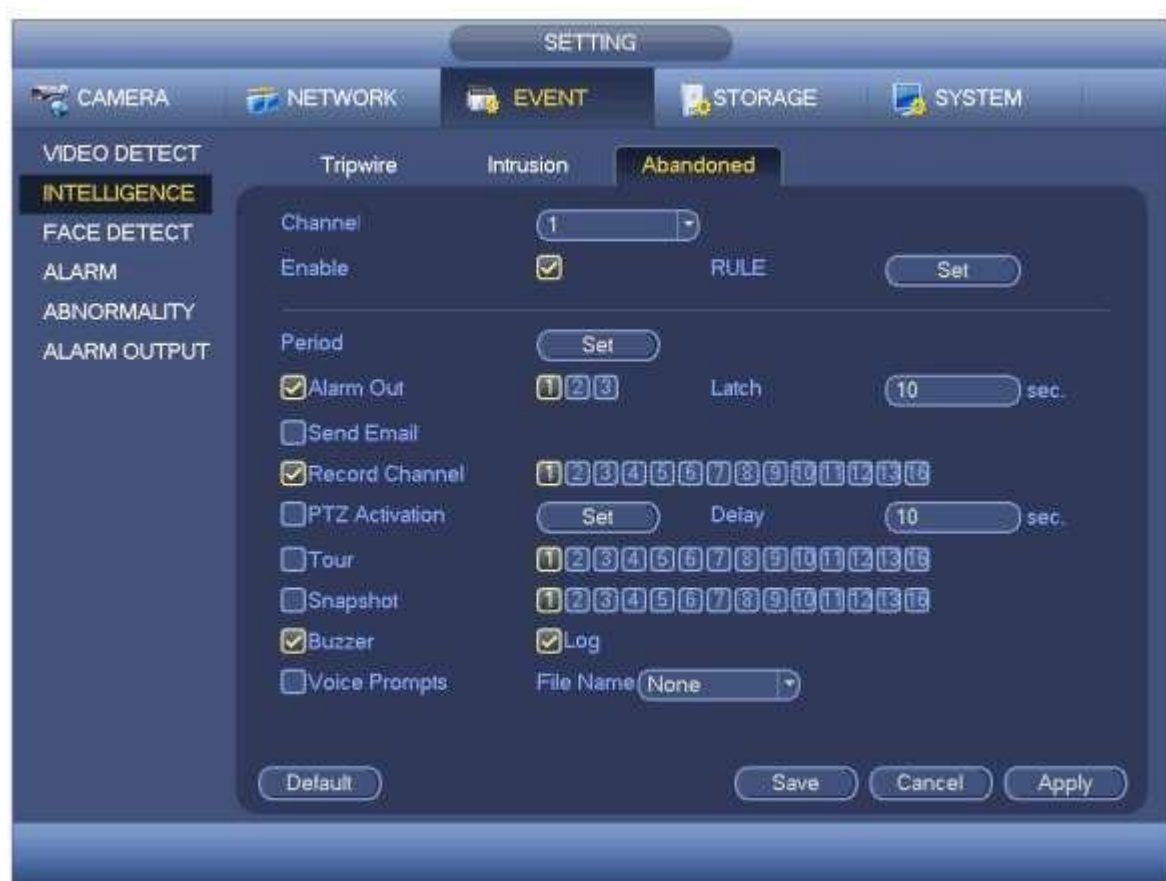 SETTING
CAMERA NETWORK EVENT STORAGE SYSTEM
VIDEO DETECT
INTELLIGENCE
FACE DETECT
ALARM
ABNORMALITY
ALARM OUTPUT
Tripwire Intrusion Abandoned
Channel 1
Enable RULE Set
Period Set
Alarm Out 1 2 3 Latch 10 sec.
Send Email
Record Channel 1 2 3 4 5 6 7 8 9 10 11 12 13 16
PTZ Activation Set Delay 10 sec.
Tour 1 2 3 4 5 6 7 8 9 10 11 12 13 16
Snapshot 1 2 3 4 5 6 7 8 9 10 11 12 13 16
Buzzer Log
Voice Prompts File Name None
Default Save Cancel Apply